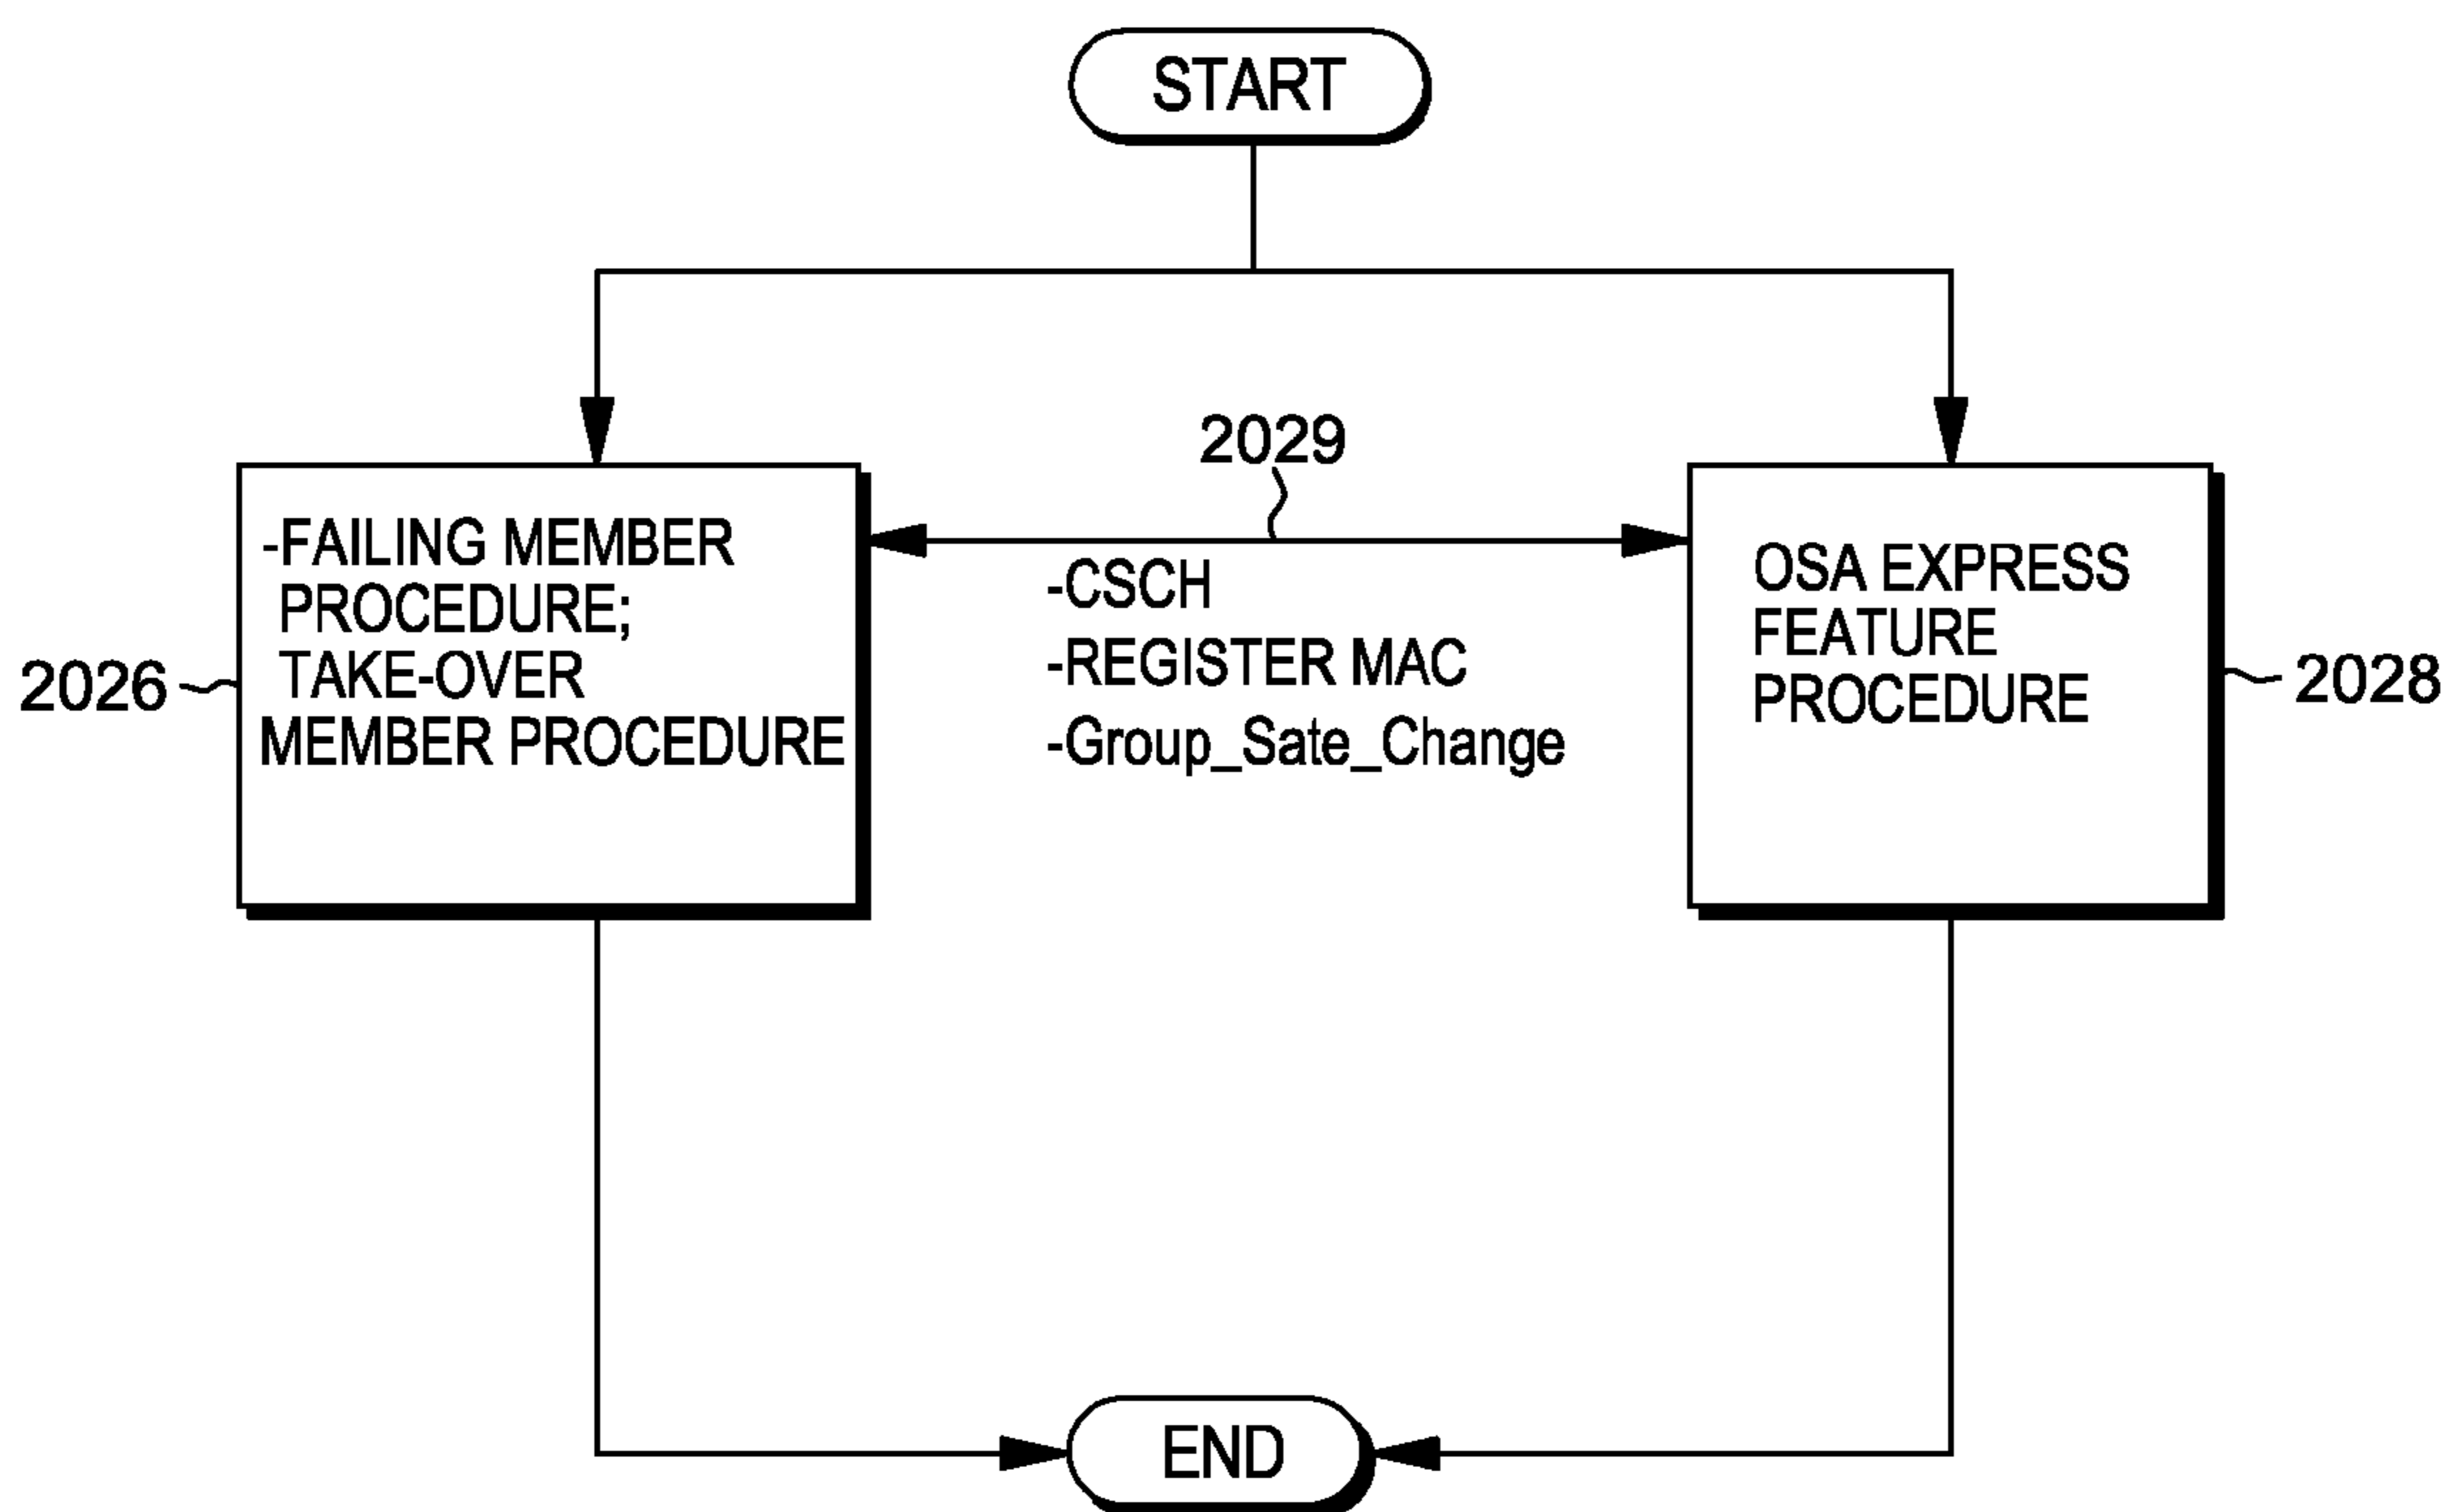 START
2029
-FAILING MEMBER
PROCEDURE;
TAKE-OVER
MEMBER PROCEDURE
2026
-CSCH
-REGISTER MAC
-Group_Sate_Change
OSA EXPRESS
FEATURE
PROCEDURE
2028
END